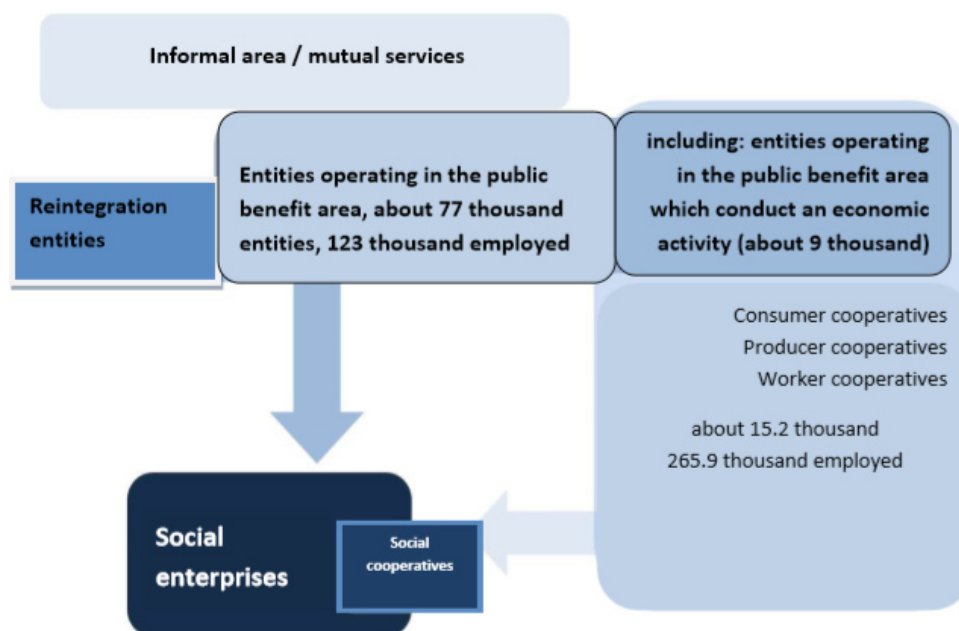 Informal area / mutual services
Reintegration
entities
Entities operating in the public
benefit area, about 77 thousand
entities, 123 thousand employed
including: entities operating
in the public benefit area
which conduct an economic
activity (about 9 thousand)
Consumer cooperatives
Producer cooperatives
Worker cooperatives
about 15.2 thousand
265.9 thousand employed
Social
enterprises
Social
cooperatives